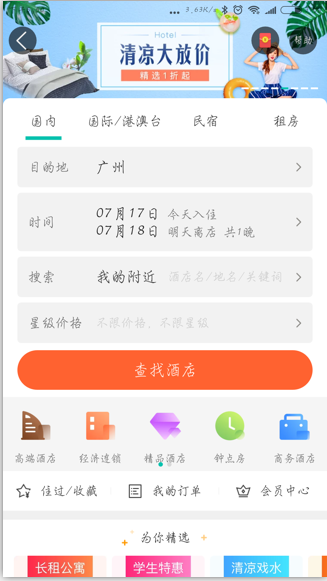 3.63K/s
Hotel
清凉大放价
精选1折起
帮助
国内 国际/港澳台 民宿 租房
目的地 广州
时间 07月17日 今天入住
07月18日 明天离店 共1晚
搜索 我的附近 酒店名/地名/关键词
星级价格 不限价格、不限星级
查找酒店
高端酒店 经济连锁 精品酒店 钟点房 商务酒店
住过/收藏 我的订单 会员中心
为你精选
长租公寓 学生特惠 清凉戏水